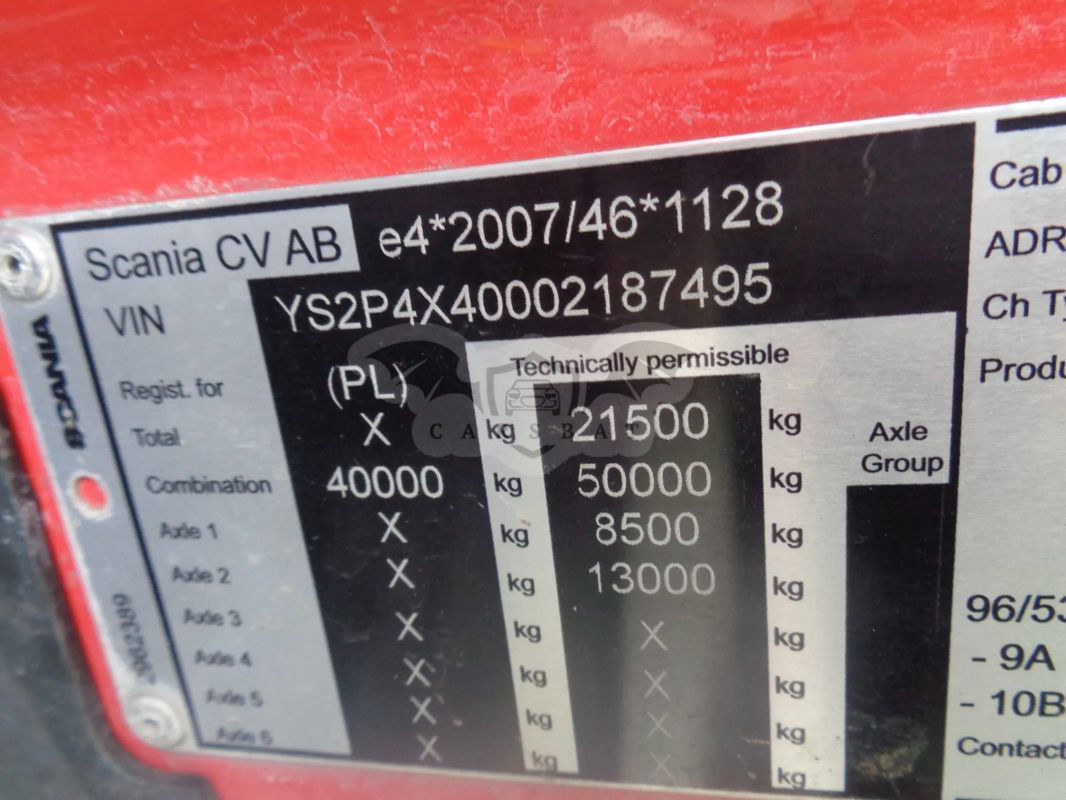 Scania CV AB e4*2007/46*1128
VIN YS2P4X40002187495
Technically permissible
Regist. for (PL)
Total X kg 21500 kg
Axle
Group
Combination 40000 kg 50000 kg
Axle 1 X kg 8500 kg
Axle 2 X kg 13000 kg
Axle 3 X kg X kg
Axle 4 X kg X kg
Axle 5 X kg X kg
Axle 6 X kg X kg
SCANIA
Cab
ADR
Ch Ty
Produ
96/53
- 9A
- 10B
Contact
CARSBAT